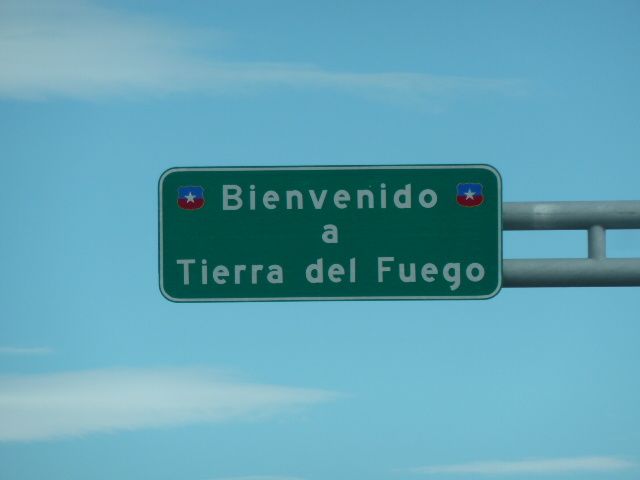 Bienvenido
a
Tierra del Fuego